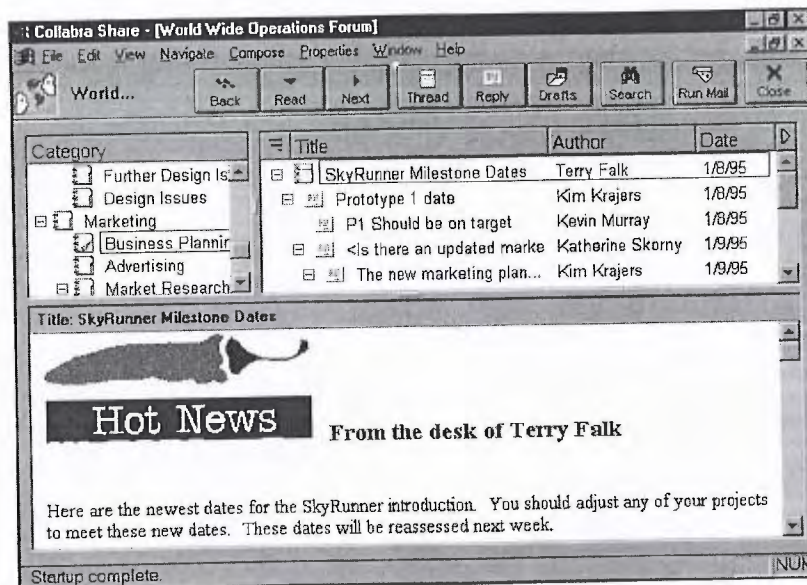 Collabra Share - [World Wide Operations Forum]
File Edit View Navigate Compose Properties Window Help
World... Back Read Next Thread Reply Drafts Search Run Mail Close
Category
Further Design Is
Design Issues
Marketing
Business Plannin
Advertising
Market Research
Title Author Date D
SkyRunner Milestone Dates Terry Falk 1/8/95
Prototype 1 date Kim Krajers 1/8/95
P1 Should be on target Kevin Murray 1/8/95
<Is there an updated marke Katherine Skorny 1/9/95
The new marketing plan... Kim Krajers 1/9/95
Title: SkyRunner Milestone Dates
Hot News
From the desk of Terry Falk
Here are the newest dates for the SkyRunner introduction. You should adjust any of your projects
to meet these new dates. These dates will be reassessed next week.
Startup complete. NUM